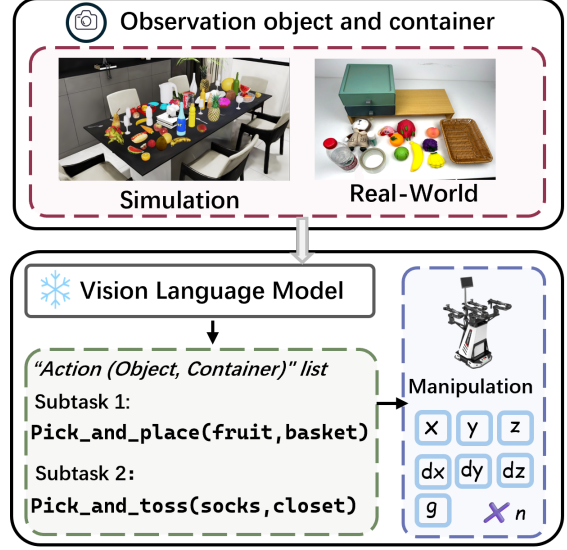 Observation object and container
Simulation
Real-World
Vision Language Model
“Action (Object, Container)" list
Subtask 1:
Pick_and_place(fruit,basket)
Subtask 2:
Pick_and_toss(socks,closet)
Manipulation
x y z
dx dy dz
g × n